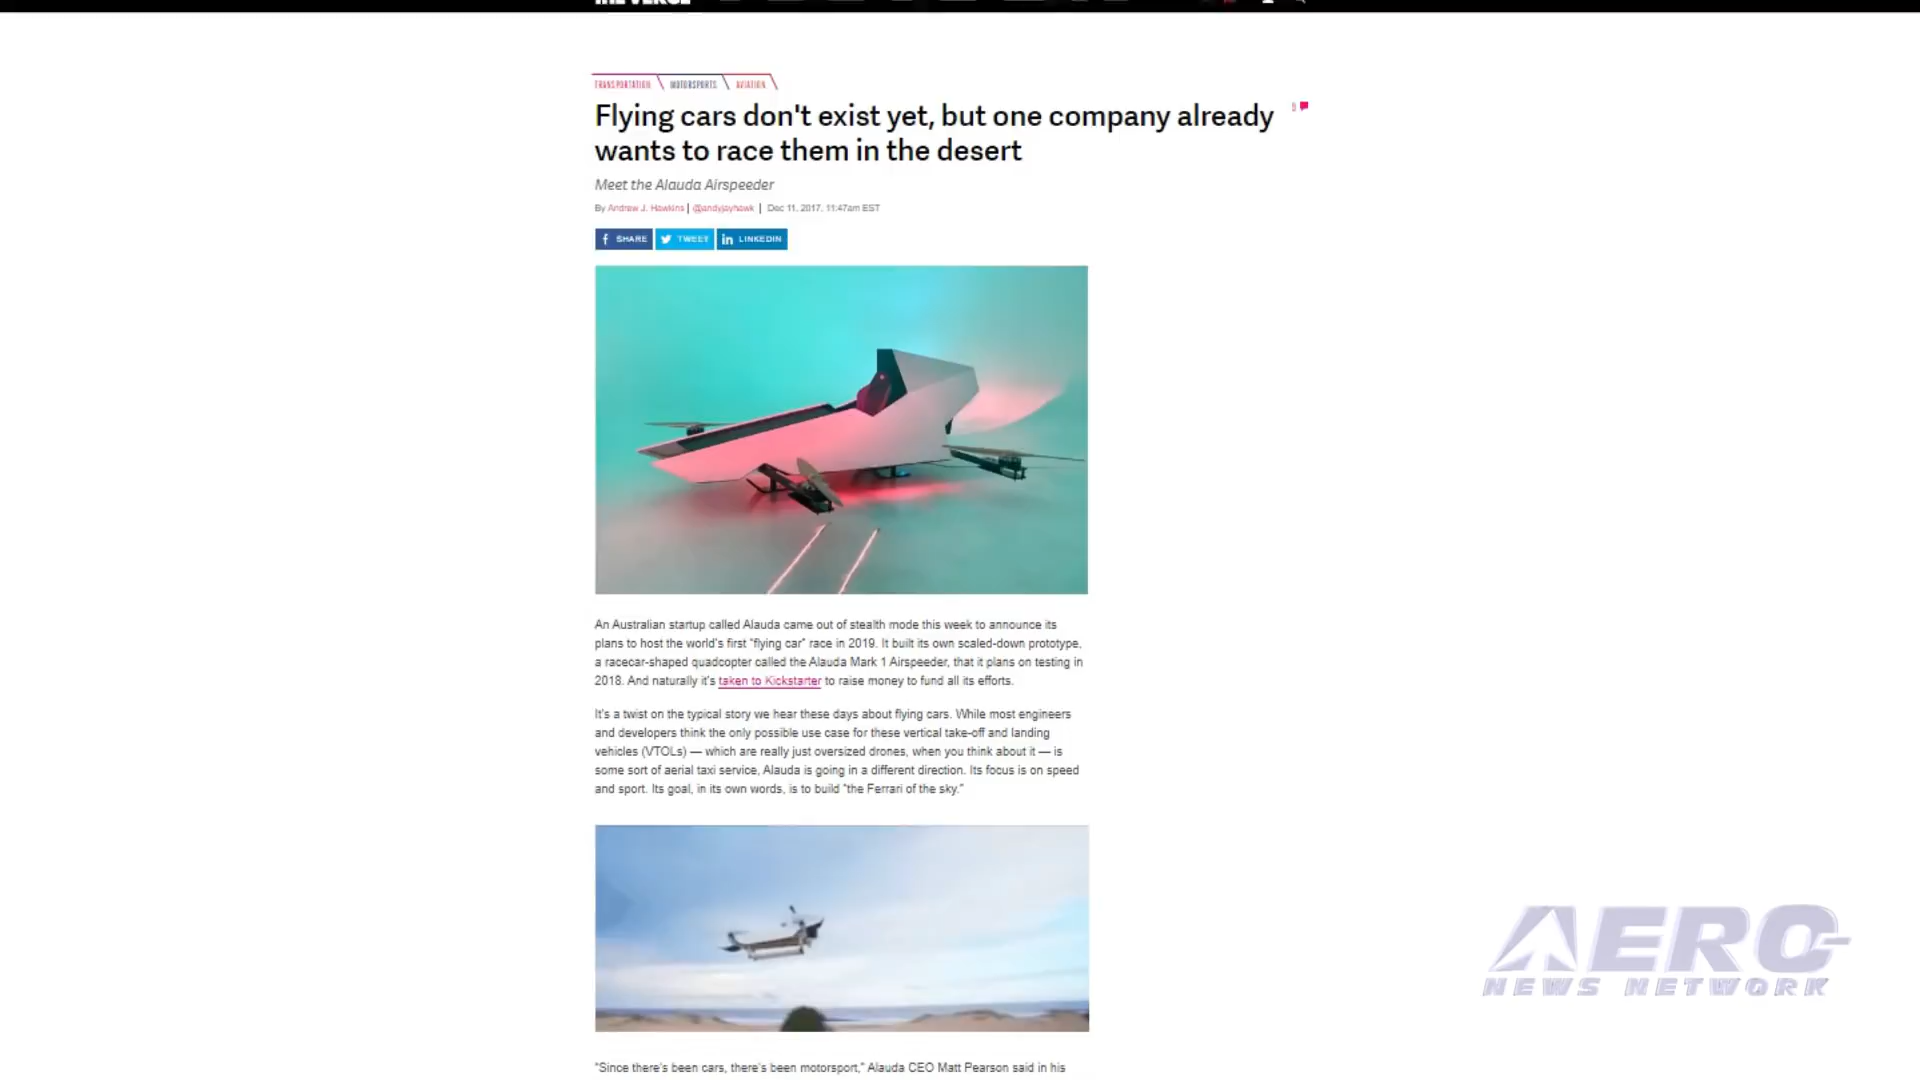 THE VERGE
TRANSPORTATION
MOTORSPORTS
AVIATION
Flying cars don't exist yet, but one company already
wants to race them in the desert
Meet the Alauda Airspeeder
By Andrew J. Hawkins | @andyjayhawk | Dec 11, 2017, 11:47am EST
SHARE
TWEET
LINKEDIN
An Australian startup called Alauda came out of stealth mode this week to announce its
plans to host the world's first "flying car" race in 2019. It built its own scaled-down prototype,
a racecar-shaped quadcopter called the Alauda Mark 1 Airspeeder, that it plans on testing in
2018. And naturally it's taken to Kickstarter to raise money to fund all its efforts.
It's a twist on the typical story we hear these days about flying cars. While most engineers
and developers think the only possible use case for these vertical take-off and landing
vehicles (VTOLs) — which are really just oversized drones, when you think about it — is
some sort of aerial taxi service, Alauda is going in a different direction. Its focus is on speed
and sport. Its goal, in its own words, is to build "the Ferrari of the sky."
"Since there's been cars, there's been motorsport," Alauda CEO Matt Pearson said in his
AERO-
NEWS NETWORK